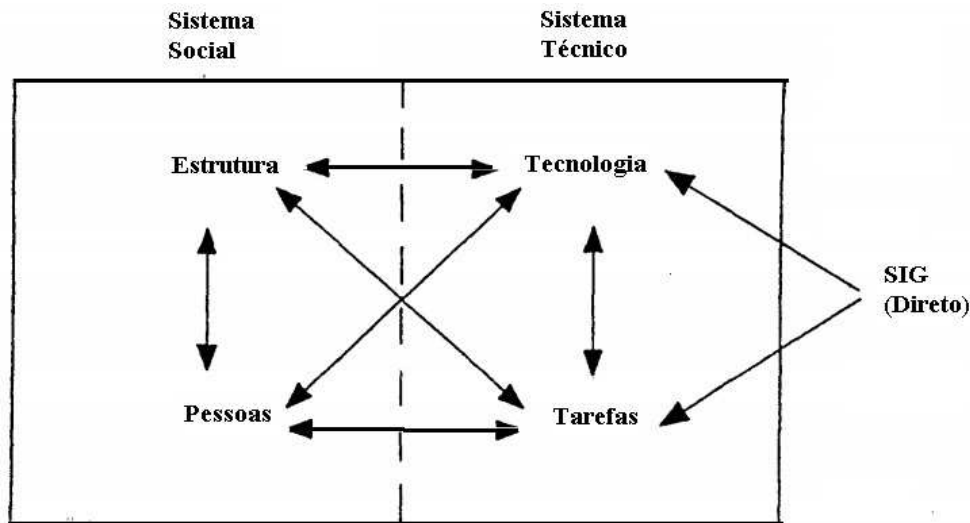 Sistema
Social
Sistema
Técnico
Estrutura
Tecnologia
SIG
(Direto)
Pessoas
Tarefas